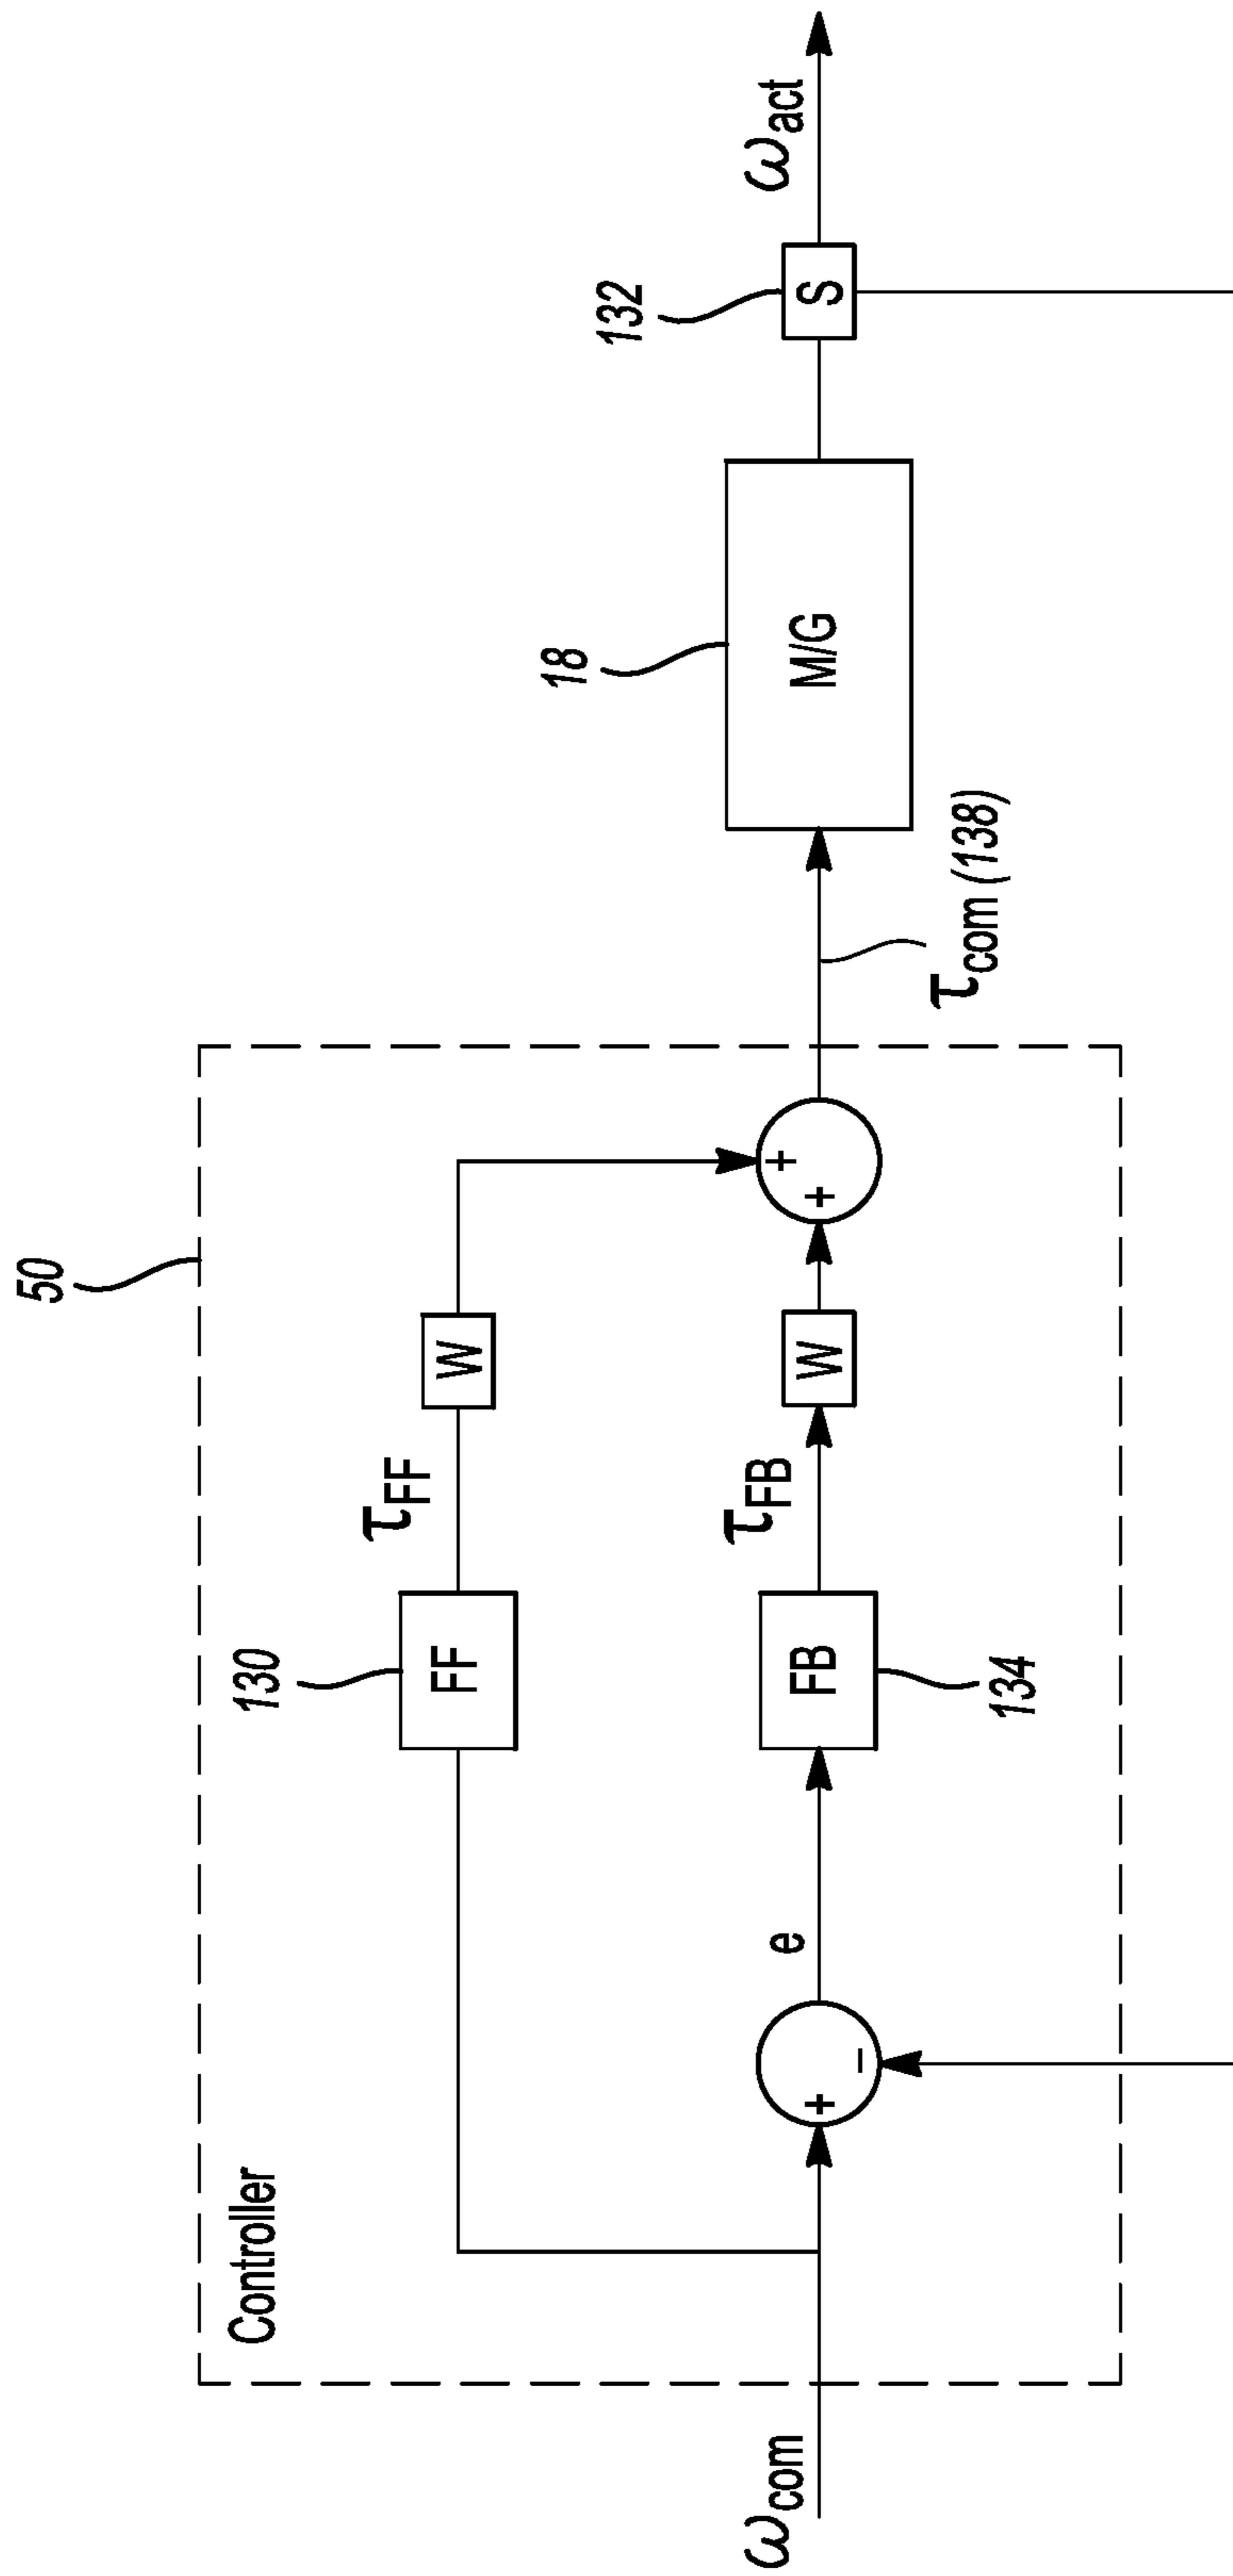 50
Controller
130
FF
τFF
W
ωcom
+
−
e
FB
134
τFB
W
+
+
τcom (138)
18
M/G
132
S
ωact